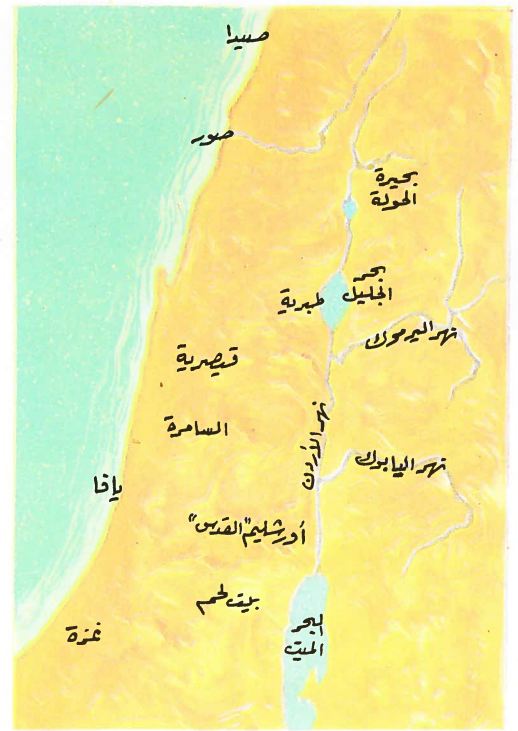 صيدا
صور
بحيرة
الحولة
بحر
الجليل
طبرية
نهر اليرموك
قيصرية
السامرة
نهر الأردن
نهر اليابوك
يافا
أورشليم "القدس"
بيت لحم
البحر
الميت
غزة